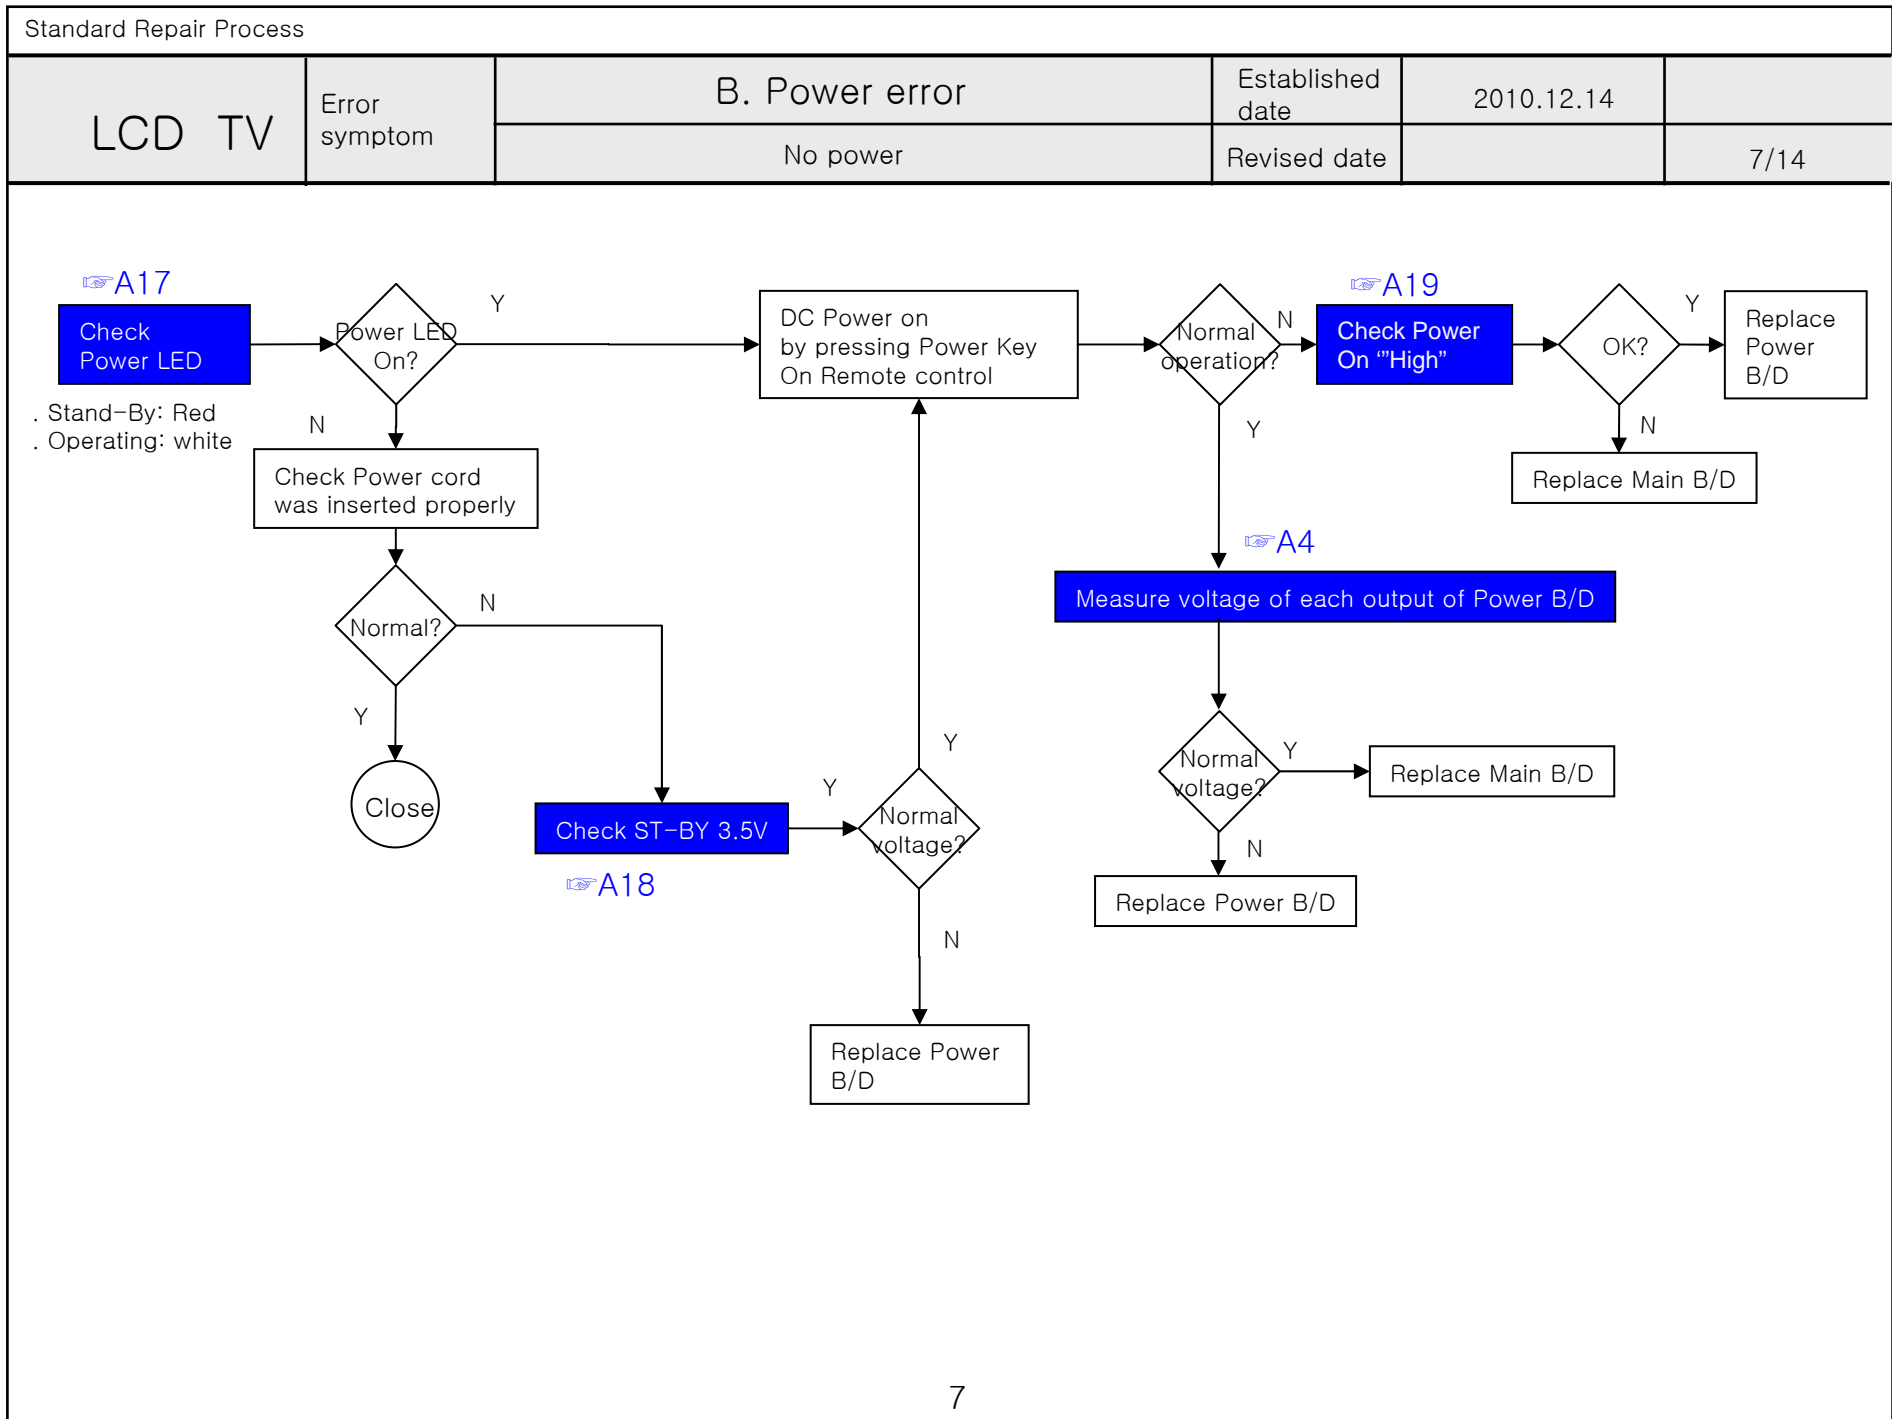 Standard Repair Process
LCD TV
Error
symptom
B. Power error
No power
Established
date
2010.12.14
Revised date
7/14
☞A17
Check
Power LED
. Stand-By: Red
. Operating: white
Power LED
On?
Y
N
Check Power cord
was inserted properly
Normal?
N
Y
Close
Check ST-BY 3.5V
☞A18
Y
Normal
voltage?
Y
N
Replace Power
B/D
DC Power on
by pressing Power Key
On Remote control
Normal
operation?
N
Y
☞A19
Check Power
On “”High”
OK?
Y
Replace
Power
B/D
N
Replace Main B/D
☞A4
Measure voltage of each output of Power B/D
Normal
voltage?
Y
Replace Main B/D
N
Replace Power B/D
7